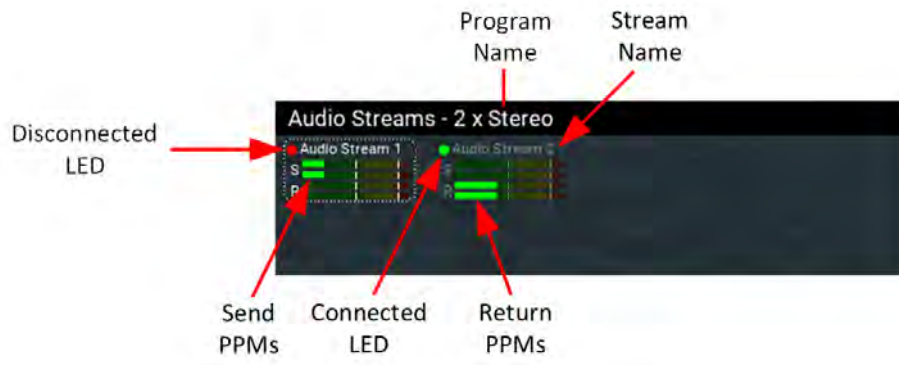 Program
Name
Stream
Name
Audio Streams - 2 x Stereo
Disconnected
LED
Audio Stream 1
Audio Stream 2
S
R
S
R
Send
PPMs
Connected
LED
Return
PPMs